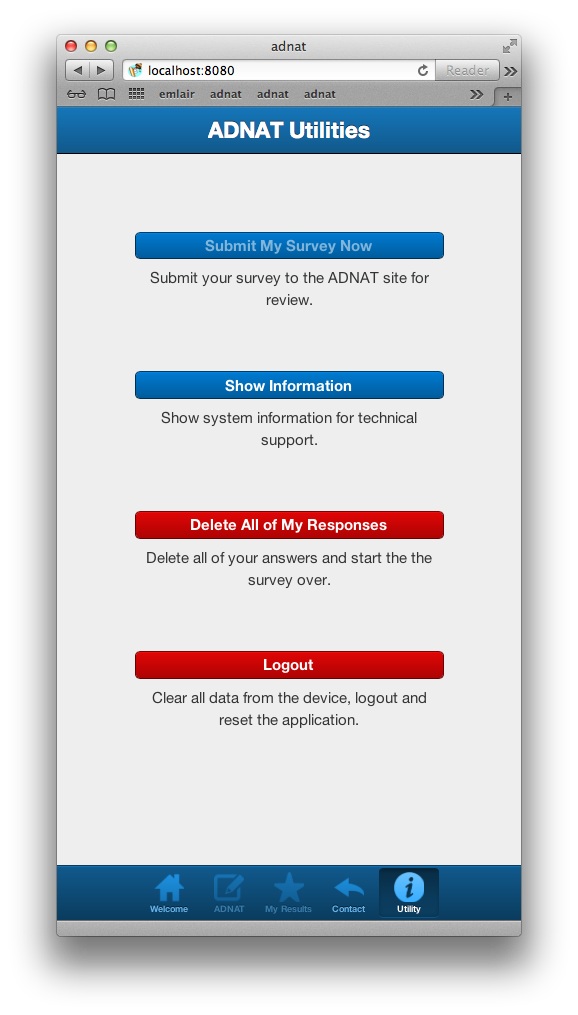 adnat
localhost:8080
Reader
emlair adnat adnat adnat
ADNAT Utilities
Submit My Survey Now
Submit your survey to the ADNAT site for
review.
Show Information
Show system information for technical
support.
Delete All of My Responses
Delete all of your answers and start the the
survey over.
Logout
Clear all data from the device, logout and
reset the application.
Welcome ADNAT My Results Contact Utility